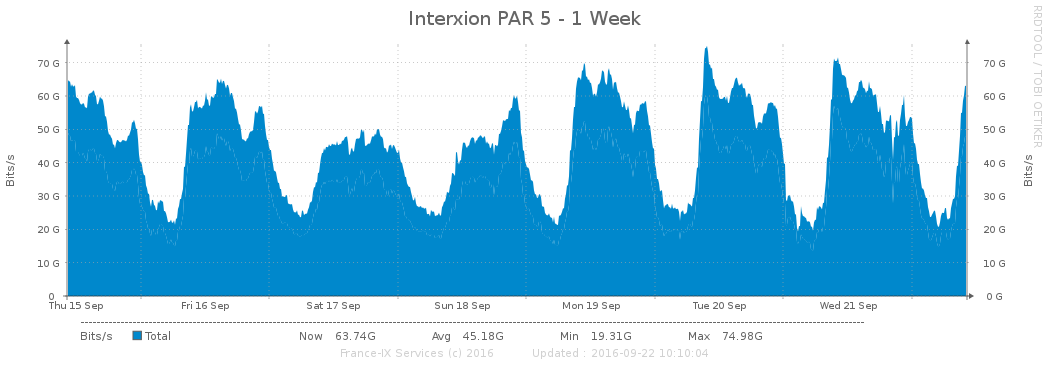 Interxion PAR 5 - 1 Week
RRDTOOL / TOBI OETIKER
Bits/s
70 G
60 G
50 G
40 G
30 G
20 G
10 G
0
70 G
60 G
50 G
40 G
30 G
20 G
10 G
0 G
Bits/s
Thu 15 Sep Fri 16 Sep Sat 17 Sep Sun 18 Sep Mon 19 Sep Tue 20 Sep Wed 21 Sep
Bits/s Total Now 63.74G Avg 45.18G Min 19.31G Max 74.98G
France-IX Services (c) 2016 Updated : 2016-09-22 10:10:04